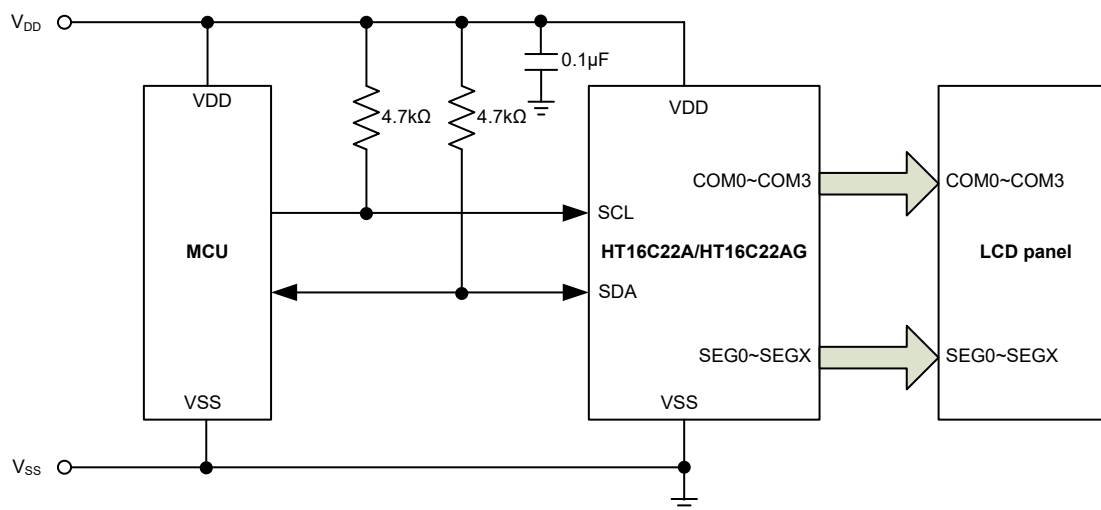 VDD
0.1μF
VDD
4.7kΩ
4.7kΩ
VDD
COM0~COM3
COM0~COM3
SCL
MCU
HT16C22A/HT16C22AG
LCD panel
SDA
SEG0~SEGX
SEG0~SEGX
VSS
VSS
VSS